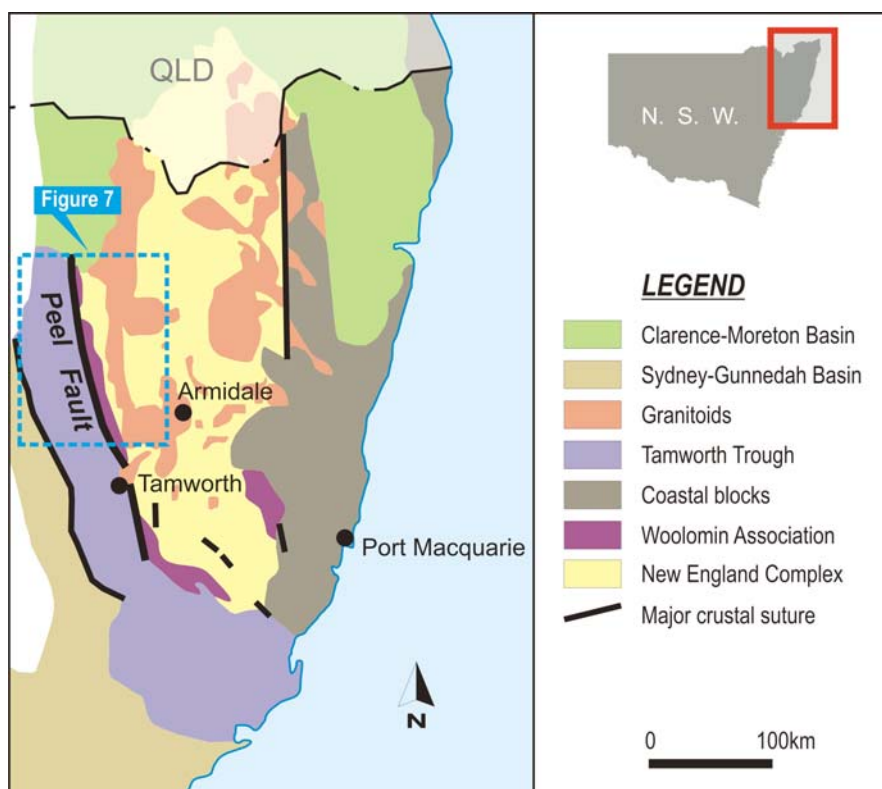 QLD
Figure 7
Peel Fault
Armidale
Tamworth
Port Macquarie
N
N. S. W.
LEGEND
Clarence-Moreton Basin
Sydney-Gunnedah Basin
Granitoids
Tamworth Trough
Coastal blocks
Woolomin Association
New England Complex
Major crustal suture
0 100km